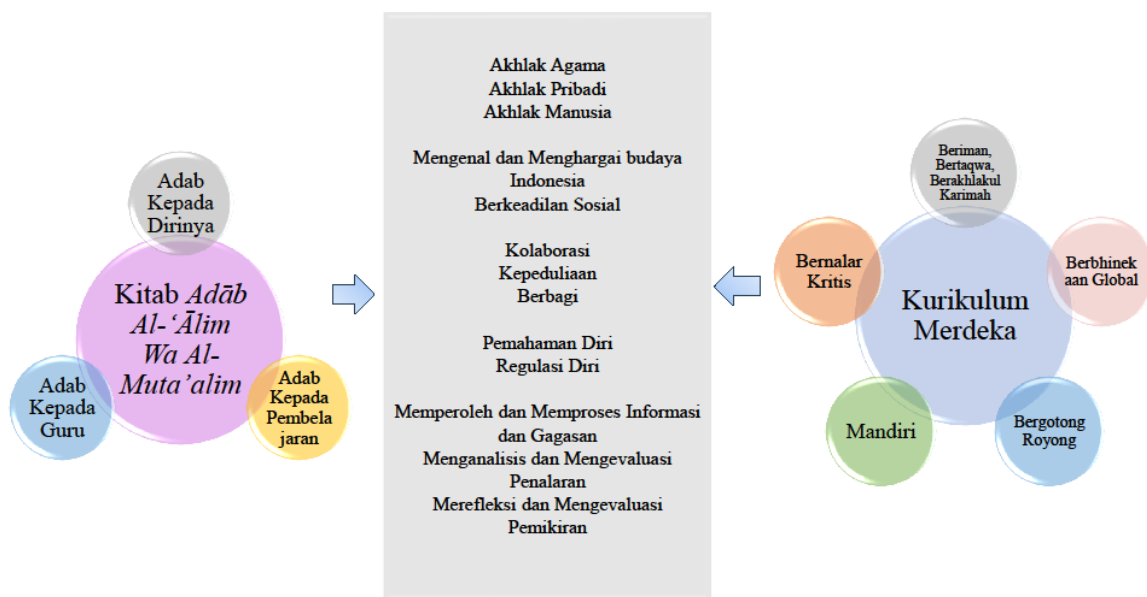 Adab
Kepada
Dirinya
Kitab Adāb
Al-‘Ālim
Wa Al-
Muta’alim
Adab
Kepada
Guru
Adab
Kepada
Pembela
jaran
Akhlak Agama
Akhlak Pribadi
Akhlak Manusia
Mengenal dan Menghargai budaya
Indonesia
Berkeadilan Sosial
Kolaborasi
Kepeduliaan
Berbagi
Pemahaman Diri
Regulasi Diri
Memperoleh dan Memproses Informasi
dan Gagasan
Menganalisis dan Mengevaluasi
Penalaran
Merefleksi dan Mengevaluasi
Pemikiran
Beriman,
Bertaqwa,
Berakhlakul
Karimah
Bernalar
Kritis
Berbhinek
aan Global
Kurikulum
Merdeka
Mandiri
Bergotong
Royong